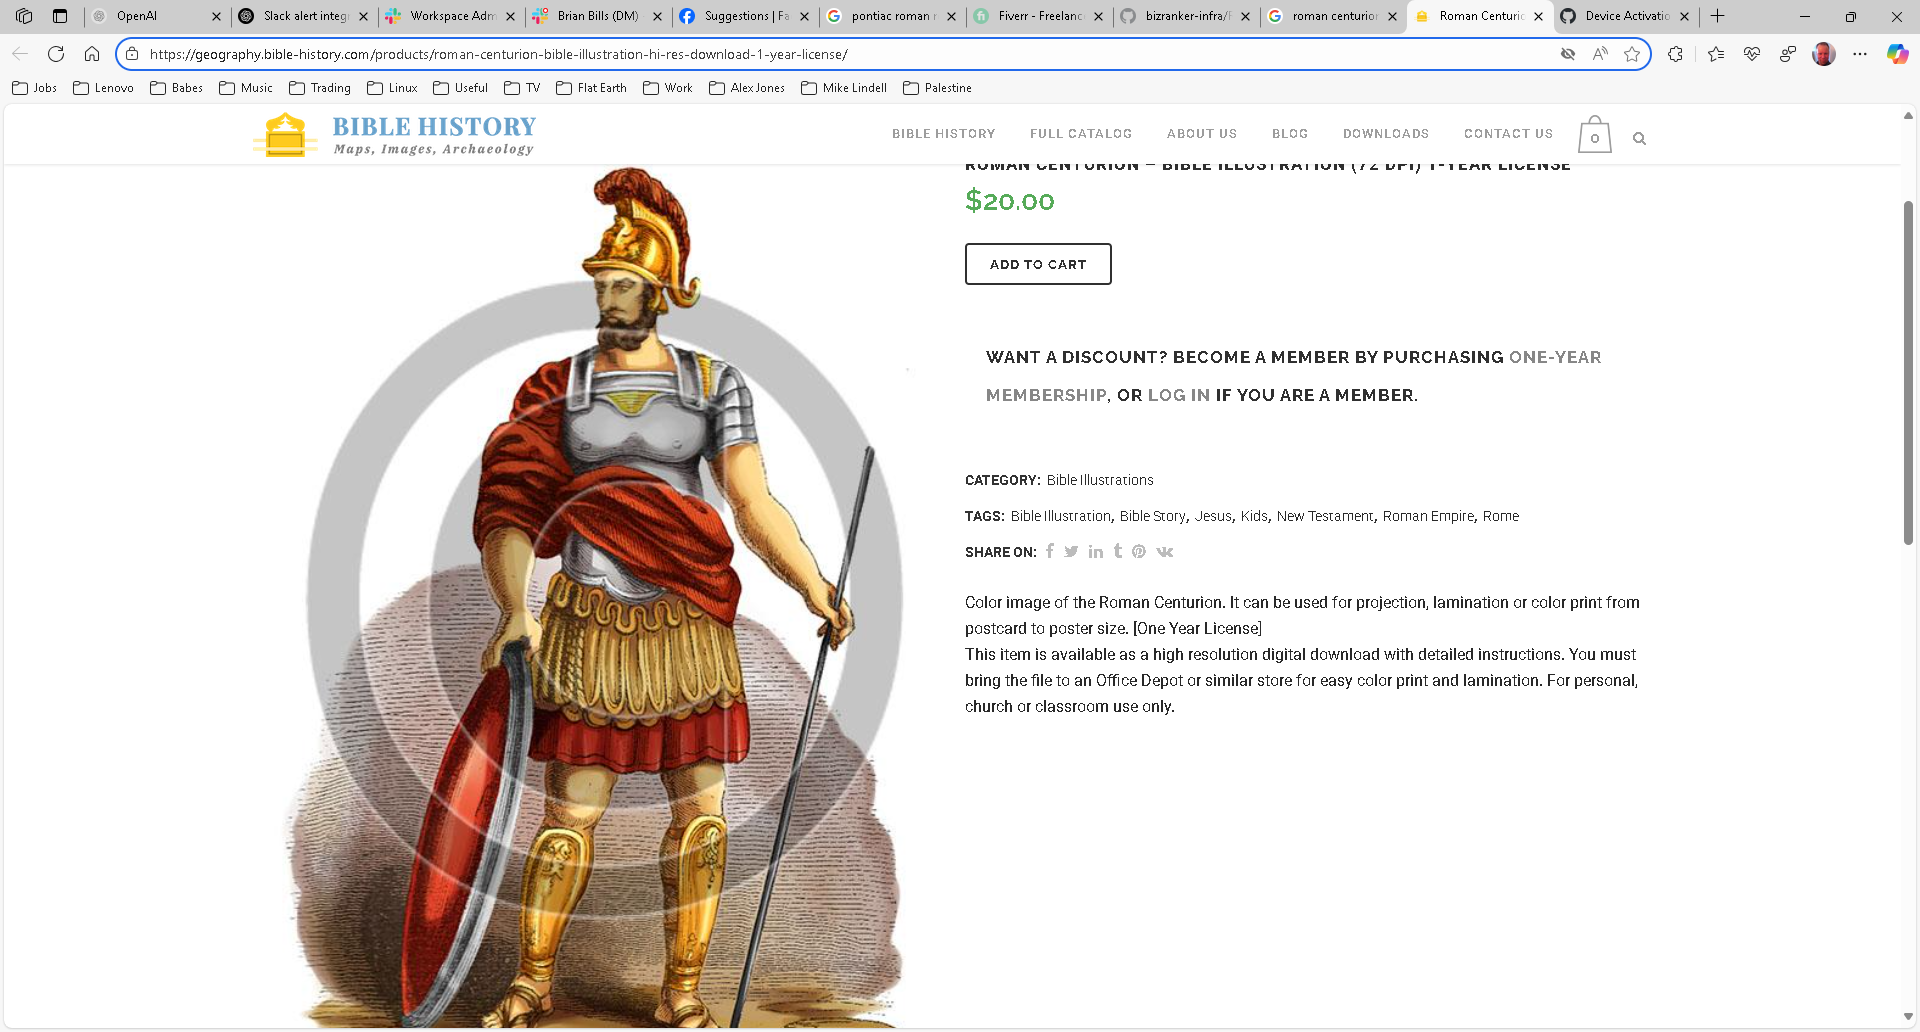 OpenAI
Slack alert integ
Workspace Adm
Brian Bills (DM)
Suggestions | Fa
pontiac roman r
Fiverr - Freelanc
bizranker-infra/
roman centurion
Roman Centuric
Device Activatio
https://geography.bible-history.com/products/roman-centurion-bible-illustration-hi-res-download-1-year-license/
Jobs
Lenovo
Babes
Music
Trading
Linux
Useful
TV
Flat Earth
Work
Alex Jones
Mike Lindell
Palestine
BIBLE HISTORY
Maps, Images, Archaeology
BIBLE HISTORY
FULL CATALOG
ABOUT US
BLOG
DOWNLOADS
CONTACT US
0
ROMAN CENTURION – BIBLE ILLUSTRATION (72 DPI) 1-YEAR LICENSE
$20.00
ADD TO CART
WANT A DISCOUNT? BECOME A MEMBER BY PURCHASING ONE-YEAR
MEMBERSHIP, OR LOG IN IF YOU ARE A MEMBER.
CATEGORY: Bible Illustrations
TAGS: Bible Illustration, Bible Story, Jesus, Kids, New Testament, Roman Empire, Rome
SHARE ON:
Color image of the Roman Centurion. It can be used for projection, lamination or color print from
postcard to poster size. [One Year License]
This item is available as a high resolution digital download with detailed instructions. You must
bring the file to an Office Depot or similar store for easy color print and lamination. For personal,
church or classroom use only.